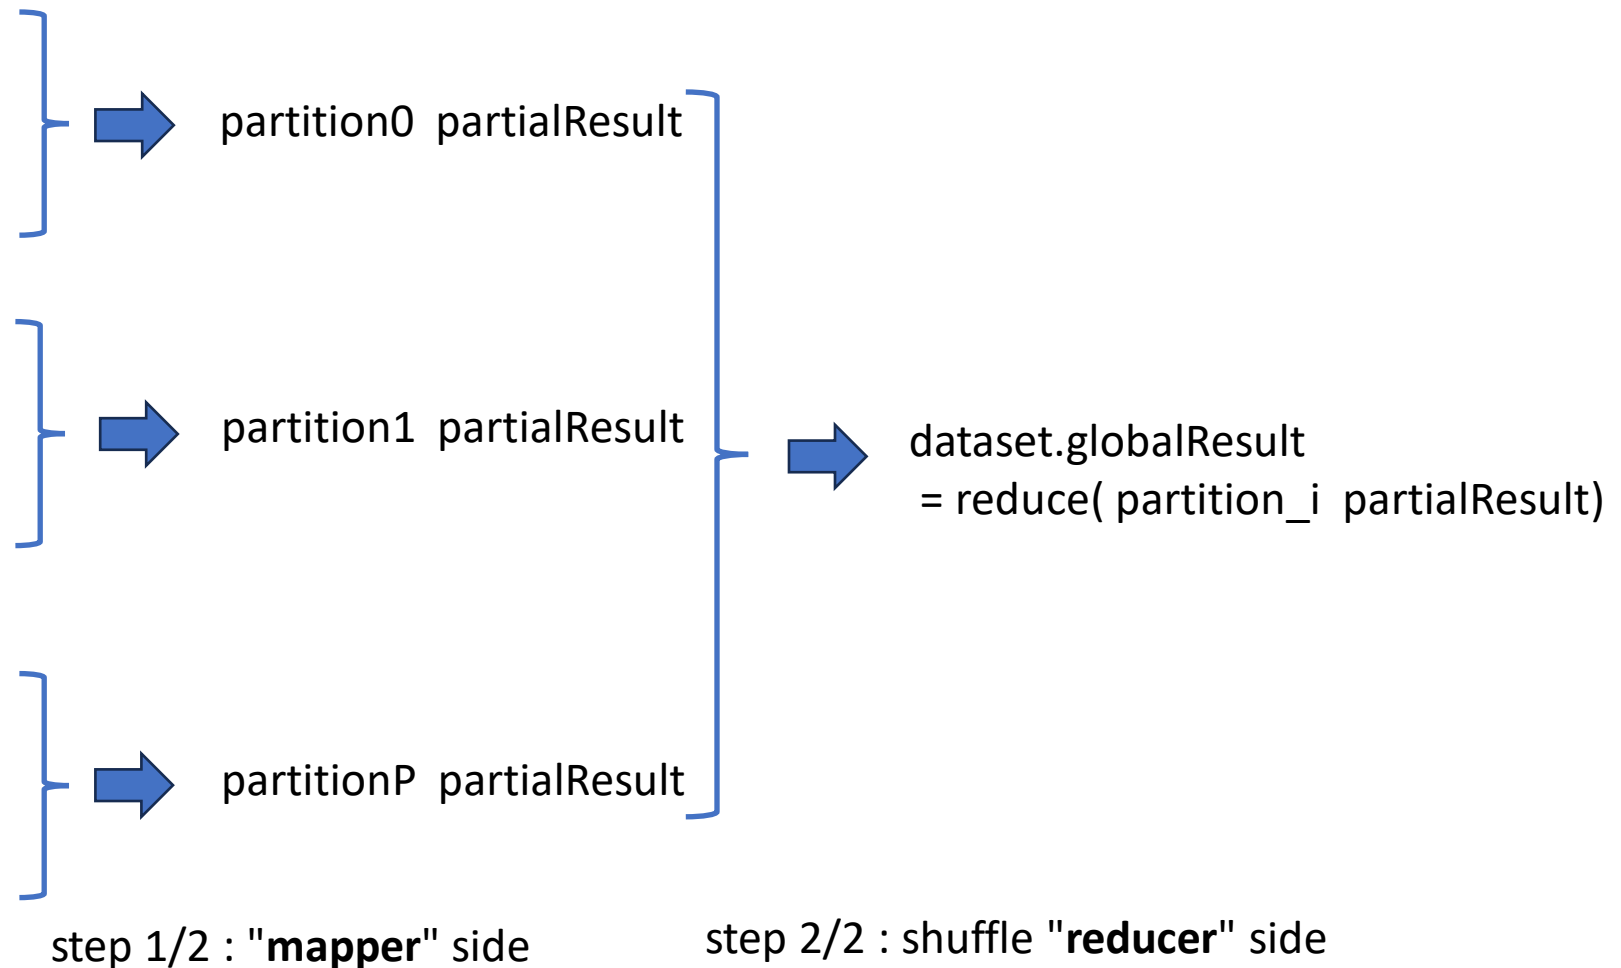 partition0 partialResult
partition1 partialResult
dataset.globalResult
= reduce( partition_i partialResult)
partitionP partialResult
step 1/2 : "mapper" side
step 2/2 : shuffle "reducer" side